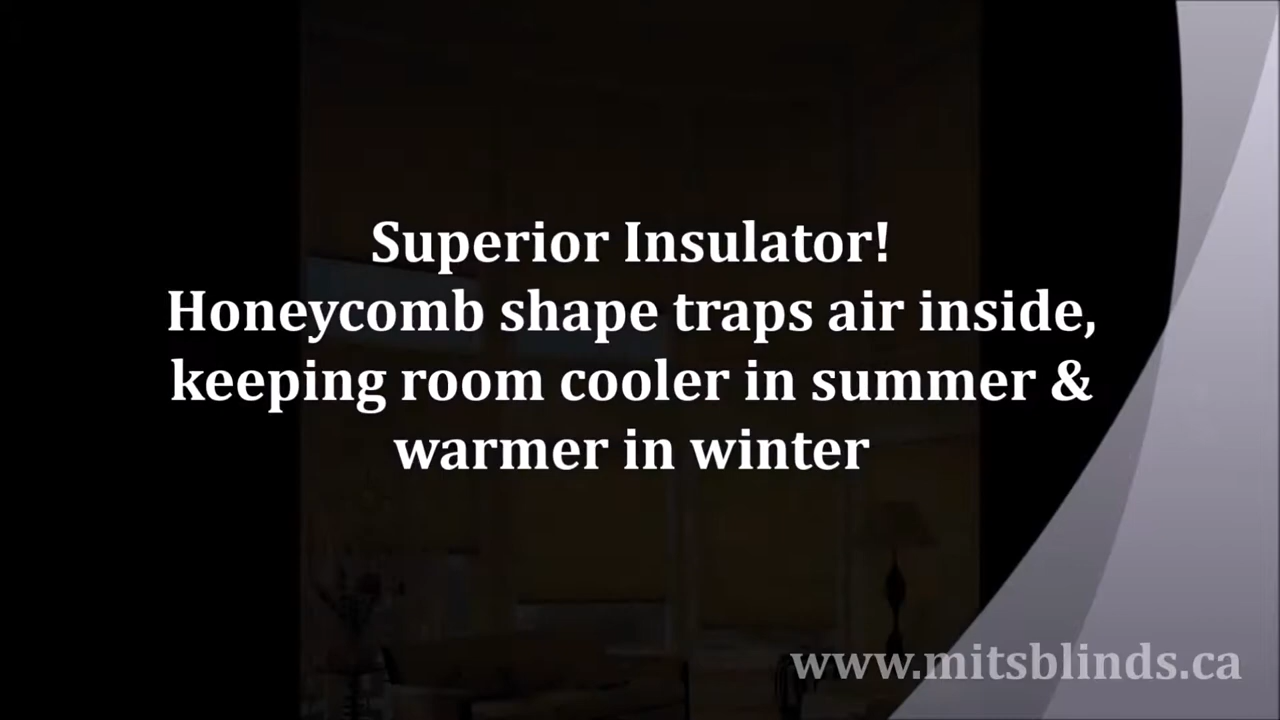 Superior Insulator!
Honeycomb shape traps air inside,
keeping room cooler in summer &
warmer in winter
www.mitsblinds.ca